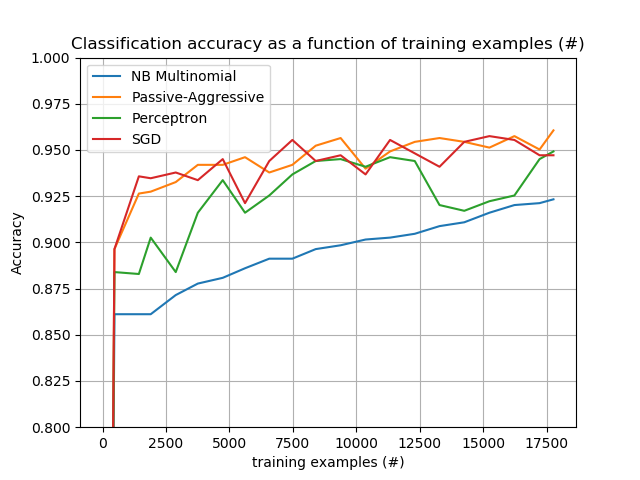 Classification accuracy as a function of training examples (#)
NB Multinomial
Passive-Aggressive
Perceptron
SGD
Accuracy
1.000
0.975
0.950
0.925
0.900
0.875
0.850
0.825
0.800
0 2500 5000 7500 10000 12500 15000 17500
training examples (#)